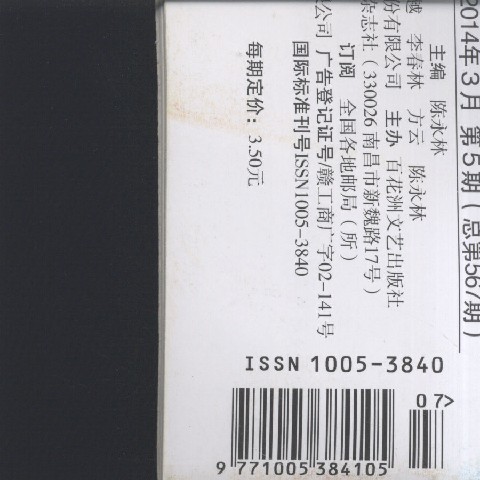 2014年3月 第5期（总第567期）
主编 陈永林
越 李春林 方云 陈永林
份有限公司 主办 百花洲文艺出版社
杂志社（330026 南昌市新魏路17号）
订阅 全国各地邮局（所）
公司 广告登记证号/赣工商广字02-141号
国际标准刊号ISSN1005-3840
每期定价：3.50元
ISSN 1005-3840
07>
9 771005 384105